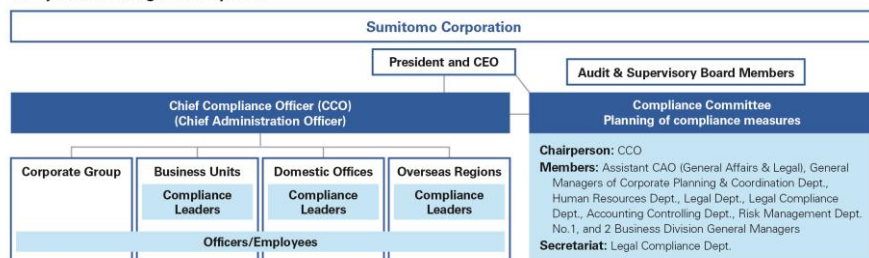 Sumitomo Corporation
President and CEO
Audit & Supervisory Board Members
Chief Compliance Officer (CCO)
(Chief Administration Officer)
Compliance Committee
Planning of compliance measures
Corporate Group
Business Units
Compliance
Leaders
Domestic Offices
Compliance
Leaders
Overseas Regions
Compliance
Leaders
Officers/Employees
Chairperson: CCO
Members: Assistant CAO (General Affairs & Legal), General
Managers of Corporate Planning & Coordination Dept.,
Human Resources Dept., Legal Dept., Legal Compliance
Dept., Accounting Controlling Dept., Risk Management Dept.
No.1, and 2 Business Division General Managers
Secretariat: Legal Compliance Dept.